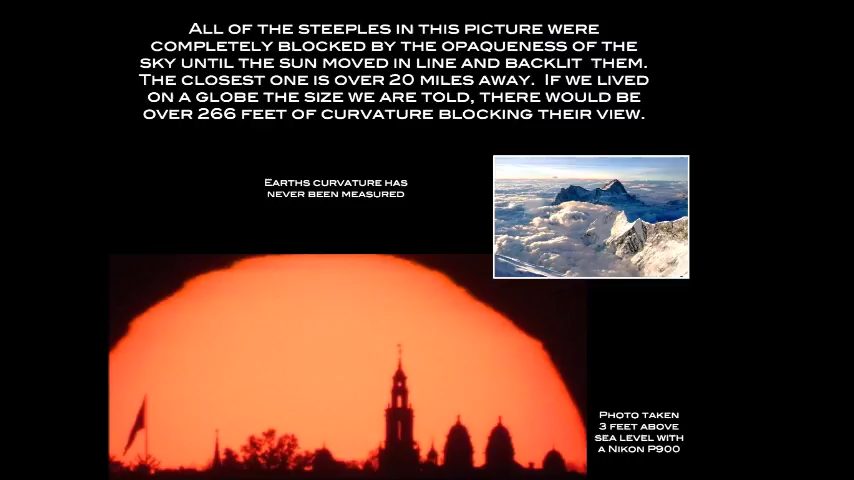 All of the steeples in this picture were
completely blocked by the opaqueness of the
sky until the sun moved in line and backlit them.
The closest one is over 20 miles away. If we lived
on a globe the size we are told, there would be
over 266 feet of curvature blocking their view.
Earths curvature has
never been measured
Photo taken
3 feet above
sea level with
a Nikon P900